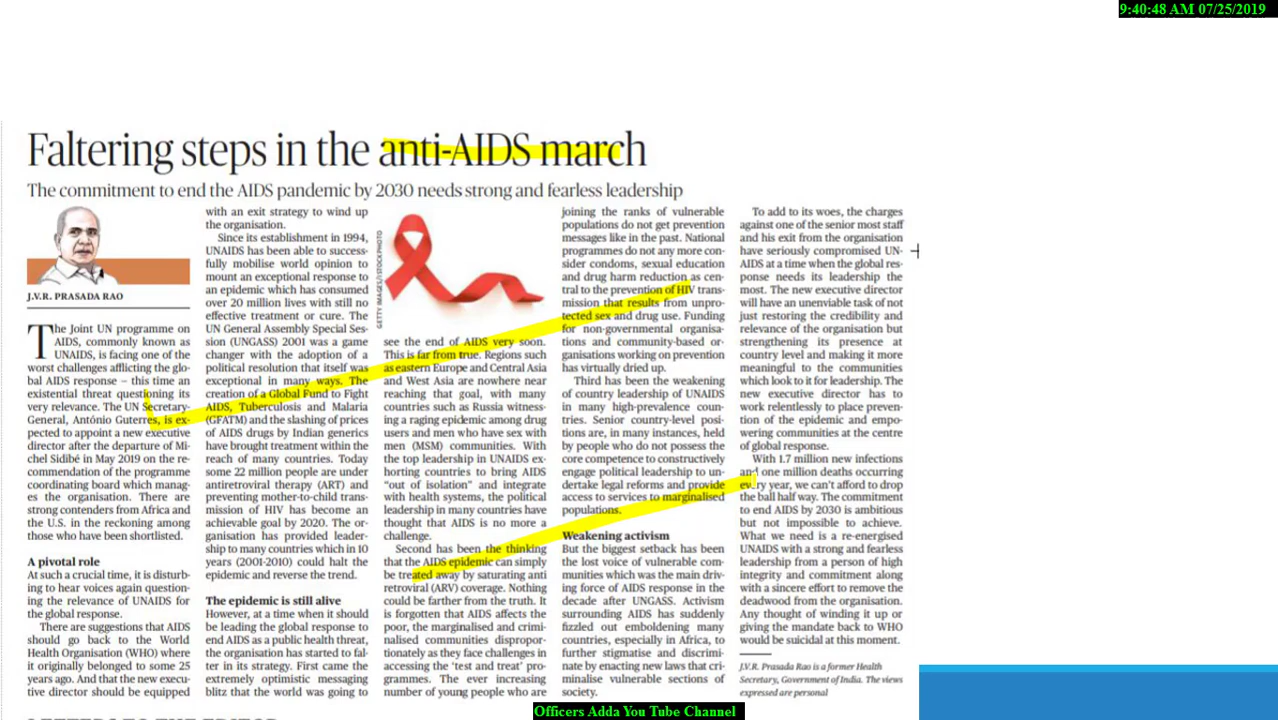 9:40:48 AM 07/25/2019
Faltering steps in the anti-AIDS march
The commitment to end the AIDS pandemic by 2030 needs strong and fearless leadership
J.V.R. PRASADA RAO
The Joint UN programme on
AIDS, commonly known as
UNAIDS, is facing one of the
worst challenges afflicting the glo-
bal AIDS response – this time an
existential threat questioning its
very relevance. The UN Secretary-
General, António Guterres, is ex-
pected to appoint a new executive
director after the departure of Mi-
chel Sidibé in May 2019 on the re-
commendation of the programme
coordinating board which manag-
es the organisation. There are
strong contenders from Africa and
the U.S. in the reckoning among
those who have been shortlisted.
A pivotal role
At such a crucial time, it is disturb-
ing to hear voices again question-
ing the relevance of UNAIDS for
the global response.
There are suggestions that AIDS
should go back to the World
Health Organisation (WHO) where
it originally belonged to some 25
years ago. And that the new execu-
tive director should be equipped
with an exit strategy to wind up
the organisation.
Since its establishment in 1994,
UNAIDS has been able to success-
fully mobilise world opinion to
mount an exceptional response to
an epidemic which has consumed
over 20 million lives with still no
effective treatment or cure. The
UN General Assembly Special Ses-
sion (UNGASS) 2001 was a game
changer with the adoption of a
political resolution that itself was
exceptional in many ways. The
creation of a Global Fund to Fight
AIDS, Tuberculosis and Malaria
(GFATM) and the slashing of prices
of AIDS drugs by Indian generics
have brought treatment within the
reach of many countries. Today
some 22 million people are under
antiretroviral therapy (ART) and
preventing mother-to-child trans-
mission of HIV has become an
achievable goal by 2020. The or-
ganisation has provided leader-
ship to many countries which in 10
years (2001-2010) could halt the
epidemic and reverse the trend.
The epidemic is still alive
However, at a time when it should
be leading the global response to
end AIDS as a public health threat,
the organisation has started to fal-
ter in its strategy. First came the
extremely optimistic messaging
blitz that the world was going to
GETTY IMAGES/ISTOCKPHOTO
see the end of AIDS very soon.
This is far from true. Regions such
as eastern Europe and Central Asia
and West Asia are nowhere near
reaching that goal, with many
countries such as Russia witness-
ing a raging epidemic among drug
users and men who have sex with
men (MSM) communities. With
the top leadership in UNAIDS ex-
horting countries to bring AIDS
“out of isolation” and integrate
with health systems, the political
leadership in many countries have
thought that AIDS is no more a
challenge.
Second has been the thinking
that the AIDS epidemic can simply
be treated away by saturating anti
retroviral (ARV) coverage. Nothing
could be farther from the truth. It
is forgotten that AIDS affects the
poor, the marginalised and crimi-
nalised communities dispropor-
tionately as they face challenges in
accessing the ‘test and treat’ pro-
grammes. The ever increasing
number of young people who are
joining the ranks of vulnerable
populations do not get prevention
messages like in the past. National
programmes do not any more con-
sider condoms, sexual education
and drug harm reduction as cen-
tral to the prevention of HIV trans-
mission that results from unpro-
tected sex and drug use. Funding
for non-governmental organisa-
tions and community-based or-
ganisations working on prevention
has virtually dried up.
Third has been the weakening
of country leadership of UNAIDS
in many high-prevalence coun-
tries. Senior country-level posi-
tions are, in many instances, held
by people who do not possess the
core competence to constructively
engage political leadership to un-
dertake legal reforms and provide
access to services to marginalised
populations.
Weakening activism
But the biggest setback has been
the lost voice of vulnerable com-
munities which was the main driv-
ing force of AIDS response in the
decade after UNGASS. Activism
surrounding AIDS has suddenly
fizzled out emboldening many
countries, especially in Africa, to
further stigmatise and discrimi-
nate by enacting new laws that cri-
minalise vulnerable sections of
society.
To add to its woes, the charges
against one of the senior most staff
and his exit from the organisation
have seriously compromised UN-
AIDS at a time when the global res-
ponse needs its leadership the
most. The new executive director
will have an unenviable task of not
just restoring the credibility and
relevance of the organisation but
strengthening its presence at
country level and making it more
meaningful to the communities
which look to it for leadership. The
new executive director has to
work relentlessly to place preven-
tion of the epidemic and empo-
wering communities at the centre
of global response.
With 1.7 million new infections
and one million deaths occurring
every year, we can’t afford to drop
the ball half way. The commitment
to end AIDS by 2030 is ambitious
but not impossible to achieve.
What we need is a re-energised
UNAIDS with a strong and fearless
leadership from a person of high
integrity and commitment along
with a sincere effort to remove the
deadwood from the organisation.
Any thought of winding it up or
giving the mandate back to WHO
would be suicidal at this moment.
J.V.R. Prasada Rao is a former Health
Secretary, Government of India. The views
expressed are personal
Officers Adda You Tube Channel